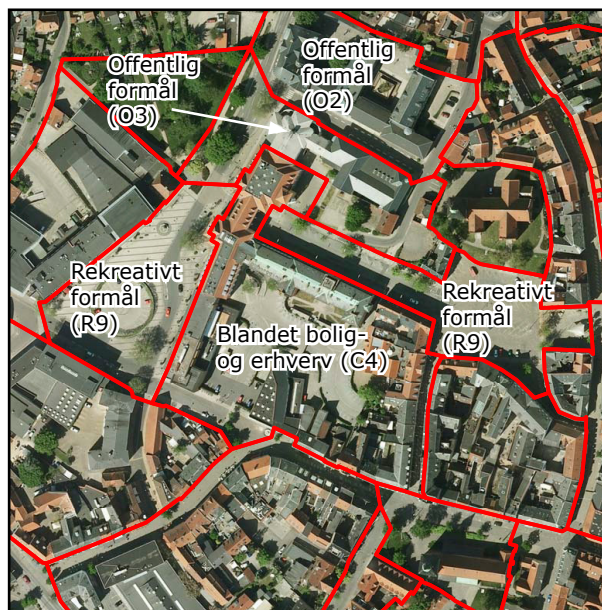 Offentlig
formål
(O3)
Offentlig
formål
(O2)
Rekreativt
formål
(R9)
Blandet bolig-
og erhverv (C4)
Rekreativt
formål
(R9)